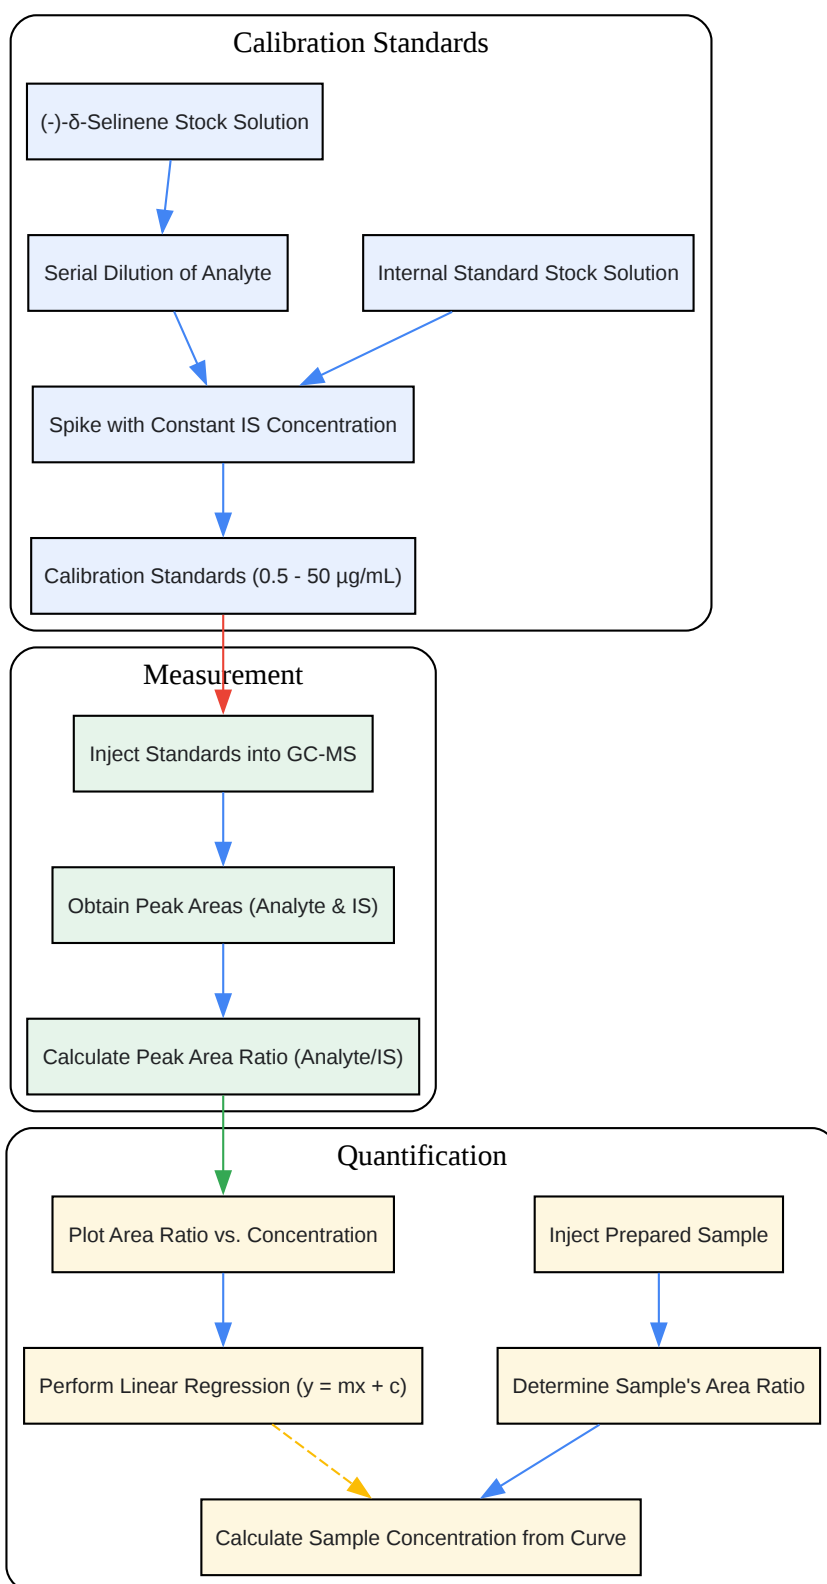 Calibration Standards
(-)-δ-Selinene Stock Solution
Serial Dilution of Analyte
Internal Standard Stock Solution
Spike with Constant IS Concentration
Calibration Standards (0.5 - 50 µg/mL)
Measurement
Inject Standards into GC-MS
Obtain Peak Areas (Analyte & IS)
Calculate Peak Area Ratio (Analyte/IS)
Quantification
Plot Area Ratio vs. Concentration
Inject Prepared Sample
Perform Linear Regression (y = mx + c)
Determine Sample's Area Ratio
Calculate Sample Concentration from Curve